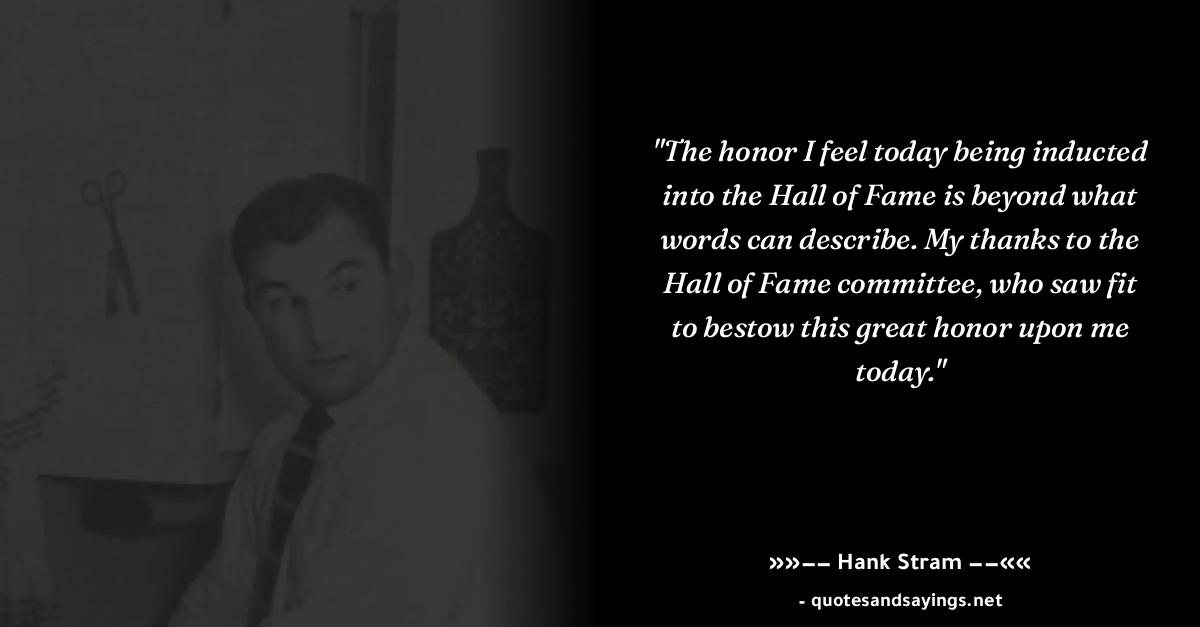 "The honor I feel today being inducted
into the Hall of Fame is beyond what
words can describe. My thanks to the
Hall of Fame committee, who saw fit
to bestow this great honor upon me
today."
»»−− Hank Stram −−««
- quotesandsayings.net